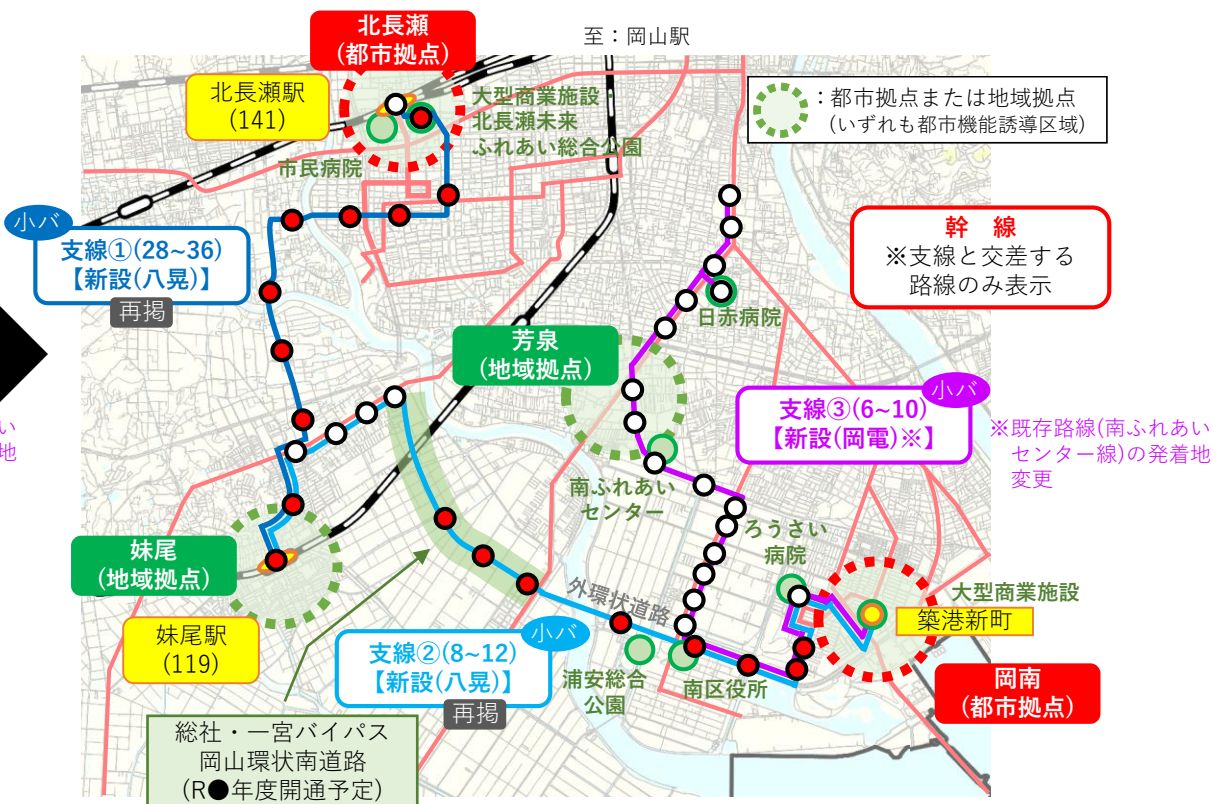 北長瀬
(都市拠点)
至：岡山駅
北長瀬駅
(141)
大型商業施設
北長瀬未来
ふれあい総合公園
市民病院
：都市拠点または地域拠点
(いずれも都市機能誘導区域)
小バ
支線①(28~36)
【新設(八晃)】
再掲
幹　線
※支線と交差する
路線のみ表示
日赤病院
芳泉
(地域拠点)
小バ
支線③(6~10)
【新設(岡電)※】
※既存路線(南ふれあい
センター線)の発着地
変更
い
地
南ふれあい
センター
ろうさい
病院
妹尾
(地域拠点)
外環状道路
大型商業施設
築港新町
妹尾駅
(119)
小バ
支線②(8~12)
【新設(八晃)】
再掲
浦安総合
公園
南区役所
岡南
(都市拠点)
総社・一宮バイパス
岡山環状南道路
(R●年度開通予定)